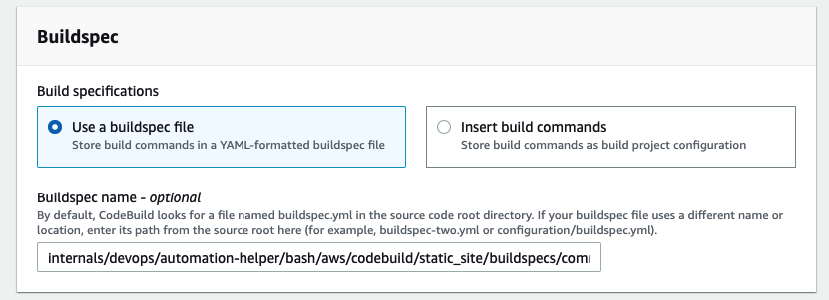 Buildspec
Build specifications
Use a buildspec file
Store build commands in a YAML-formatted buildspec file
Insert build commands
Store build commands as build project configuration
Buildspec name - optional
By default, CodeBuild looks for a file named buildspec.yml in the source code root directory. If your buildspec file uses a different name or
location, enter its path from the source root here (for example, buildspec-two.yml or configuration/buildspec.yml).
internals/devops/automation-helper/bash/aws/codebuild/static_site/buildspecs/com